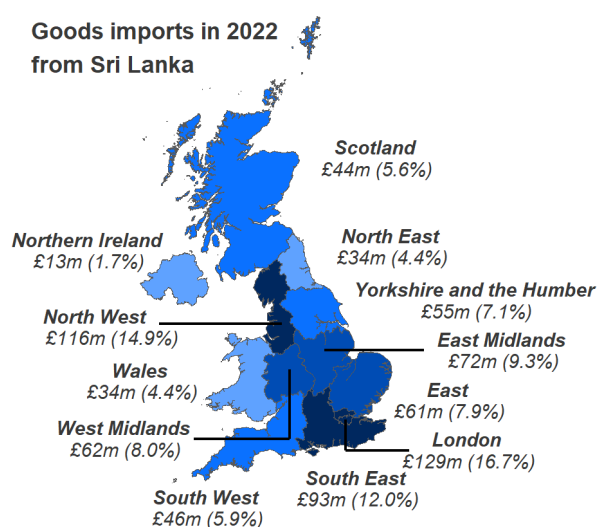 Goods imports in 2022
from Sri Lanka
Scotland
£44m (5.6%)
Northern Ireland
£13m (1.7%)
North East
£34m (4.4%)
Yorkshire and the Humber
£55m (7.1%)
North West
£116m (14.9%)
East Midlands
£72m (9.3%)
Wales
£34m (4.4%)
East
£61m (7.9%)
West Midlands
£62m (8.0%)
London
£129m (16.7%)
South East
£93m (12.0%)
South West
£46m (5.9%)